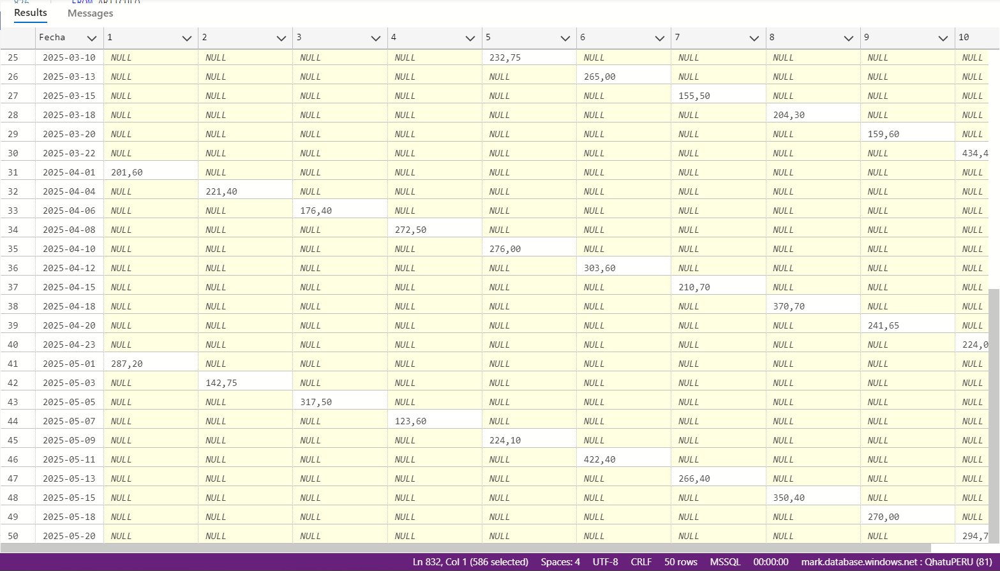 826 FROM ARTICULO
Results Messages
Fecha 1 2 3 4 5 6 7 8 9 10
25 2025-03-10 NULL NULL NULL NULL 232,75 NULL NULL NULL NULL NULL
26 2025-03-13 NULL NULL NULL NULL NULL 265,00 NULL NULL NULL NULL
27 2025-03-15 NULL NULL NULL NULL NULL NULL 155,50 NULL NULL NULL
28 2025-03-18 NULL NULL NULL NULL NULL NULL NULL 204,30 NULL NULL
29 2025-03-20 NULL NULL NULL NULL NULL NULL NULL NULL 159,60 NULL
30 2025-03-22 NULL NULL NULL NULL NULL NULL NULL NULL NULL 434,4
31 2025-04-01 201,60 NULL NULL NULL NULL NULL NULL NULL NULL NULL
32 2025-04-04 NULL 221,40 NULL NULL NULL NULL NULL NULL NULL NULL
33 2025-04-06 NULL NULL 176,40 NULL NULL NULL NULL NULL NULL NULL
34 2025-04-08 NULL NULL NULL 272,50 NULL NULL NULL NULL NULL NULL
35 2025-04-10 NULL NULL NULL NULL 276,00 NULL NULL NULL NULL NULL
36 2025-04-12 NULL NULL NULL NULL NULL 303,60 NULL NULL NULL NULL
37 2025-04-15 NULL NULL NULL NULL NULL NULL 210,70 NULL NULL NULL
38 2025-04-18 NULL NULL NULL NULL NULL NULL NULL 370,70 NULL NULL
39 2025-04-20 NULL NULL NULL NULL NULL NULL NULL NULL 241,65 NULL
40 2025-04-23 NULL NULL NULL NULL NULL NULL NULL NULL NULL 224,0
41 2025-05-01 287,20 NULL NULL NULL NULL NULL NULL NULL NULL NULL
42 2025-05-03 NULL 142,75 NULL NULL NULL NULL NULL NULL NULL NULL
43 2025-05-05 NULL NULL 317,50 NULL NULL NULL NULL NULL NULL NULL
44 2025-05-07 NULL NULL NULL 123,60 NULL NULL NULL NULL NULL NULL
45 2025-05-09 NULL NULL NULL NULL 224,10 NULL NULL NULL NULL NULL
46 2025-05-11 NULL NULL NULL NULL NULL 422,40 NULL NULL NULL NULL
47 2025-05-13 NULL NULL NULL NULL NULL NULL 266,40 NULL NULL NULL
48 2025-05-15 NULL NULL NULL NULL NULL NULL NULL 350,40 NULL NULL
49 2025-05-18 NULL NULL NULL NULL NULL NULL NULL NULL 270,00 NULL
50 2025-05-20 NULL NULL NULL NULL NULL NULL NULL NULL NULL 294,7
Ln 832, Col 1 (586 selected) Spaces: 4 UTF-8 CRLF 50 rows MSSQL 00:00:00 mark.database.windows.net : QhatuPERU (81)